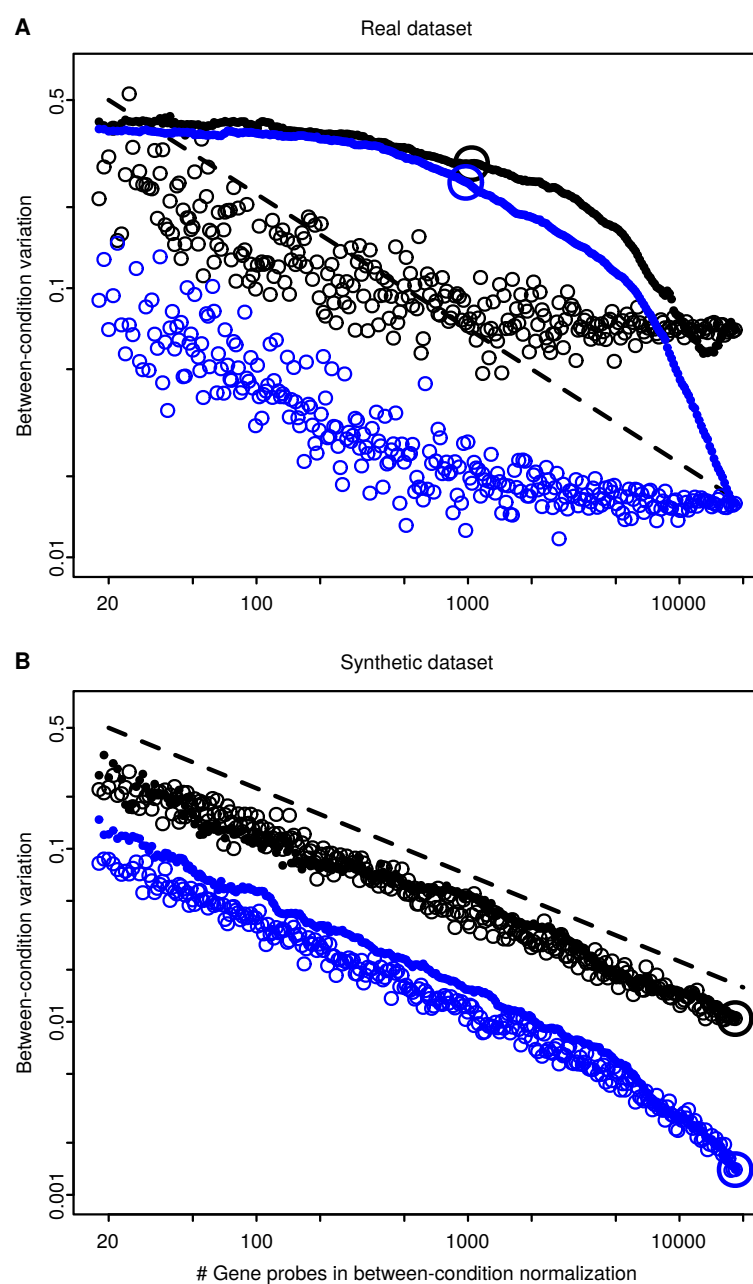 A
Real dataset
0.5
0.1
0.01
Between-condition variation
20
100
1000
10000
B
Synthetic dataset
0.5
0.1
0.01
0.001
Between-condition variation
20
100
1000
10000
# Gene probes in between-condition normalization